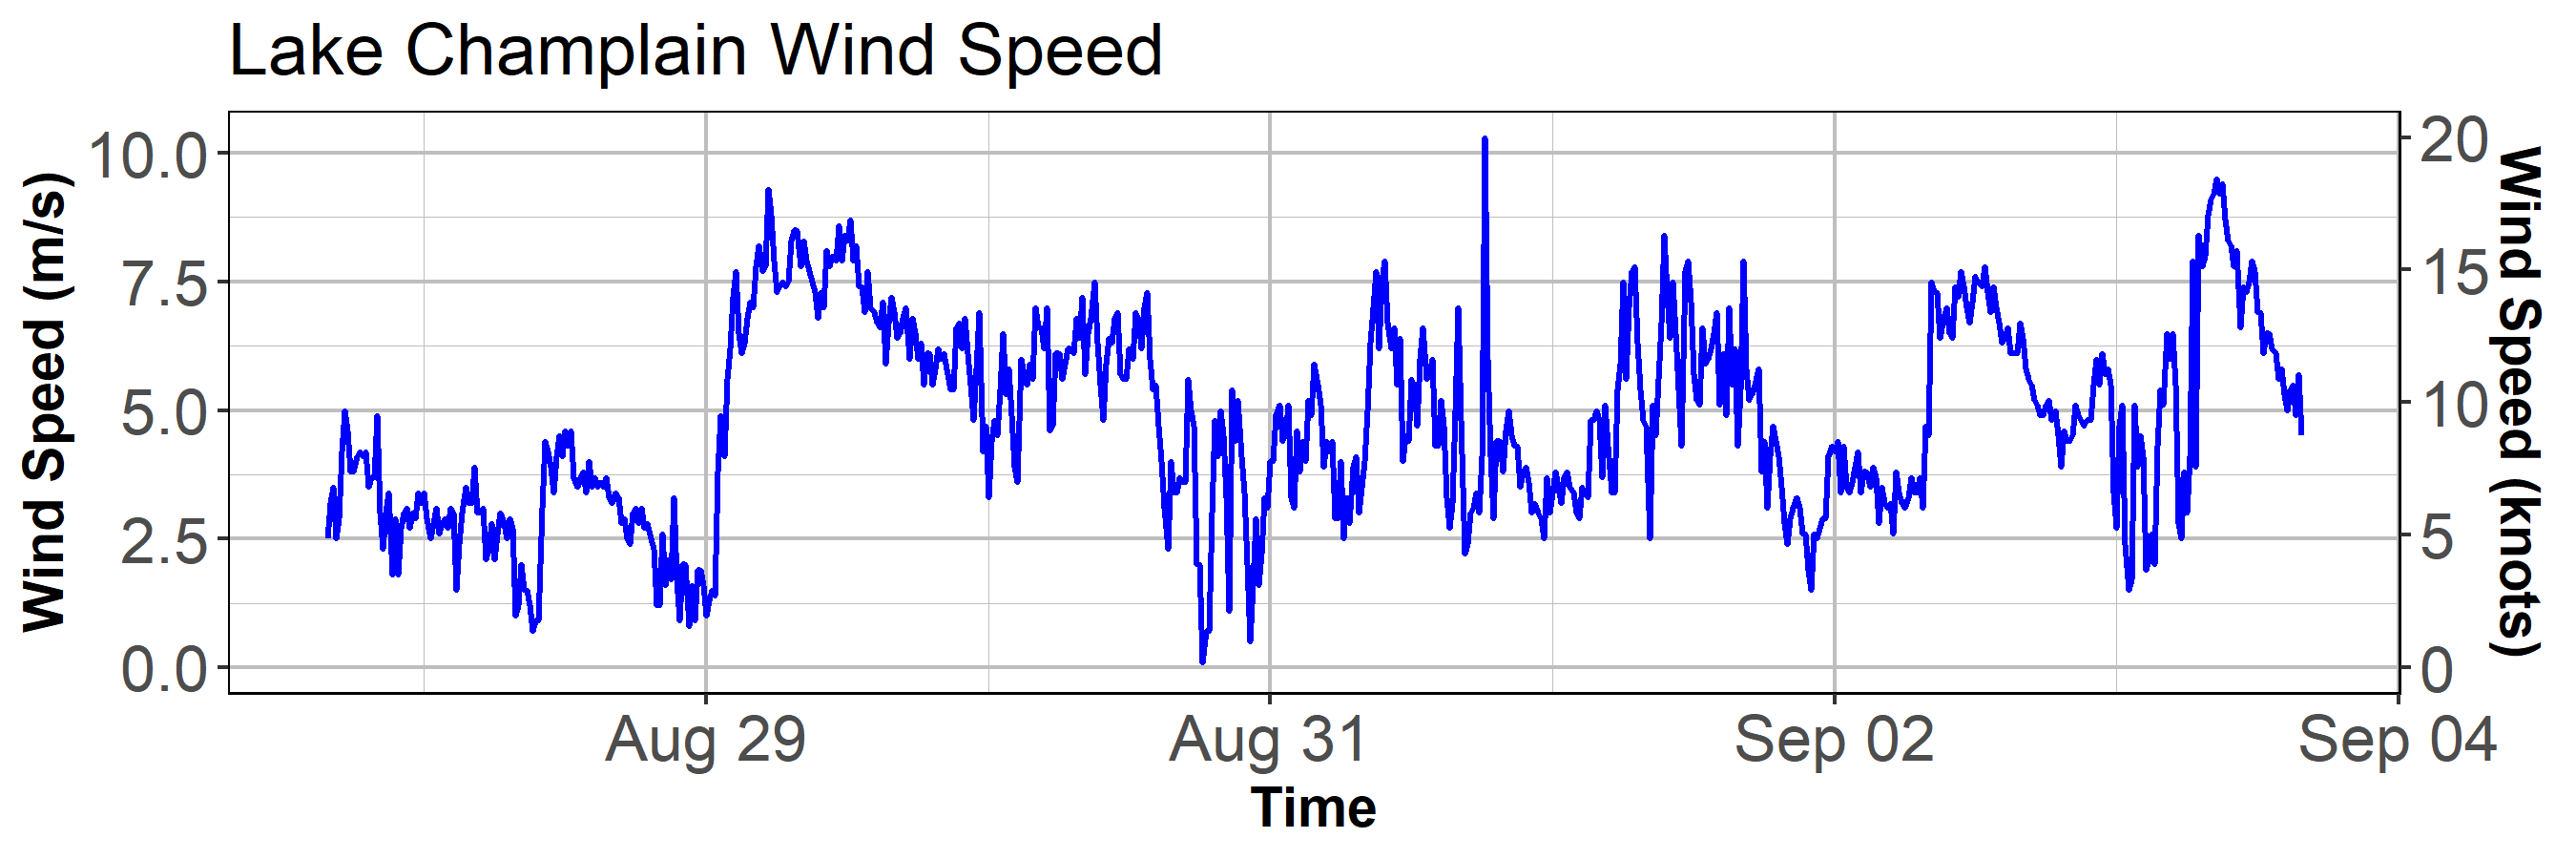 Lake Champlain Wind Speed
Wind Speed (m/s)
10.0
7.5
5.0
2.5
0.0
20
15
10
5
0
Wind Speed (knots)
Aug 29 Aug 31 Sep 02 Sep 04
Time